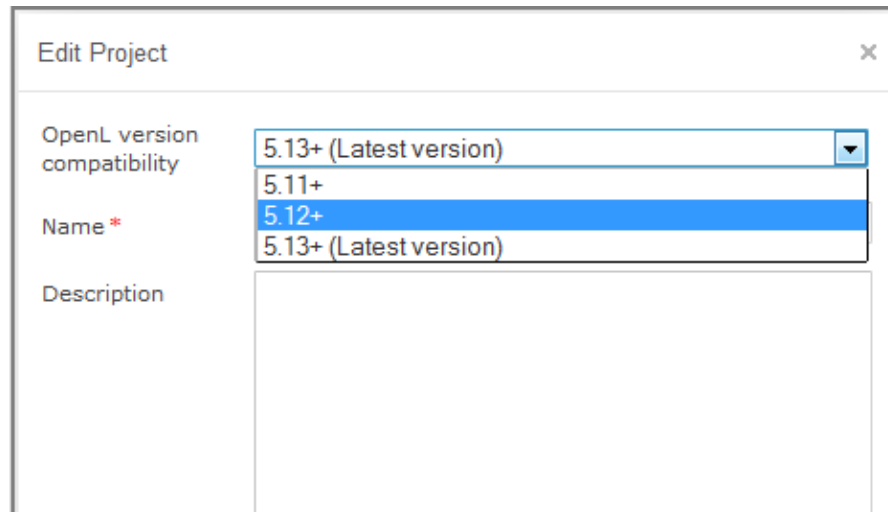 Edit Project
×
OpenL version
compatibility
5.13+ (Latest version)
5.11+
5.12+
5.13+ (Latest version)
Name *
Description